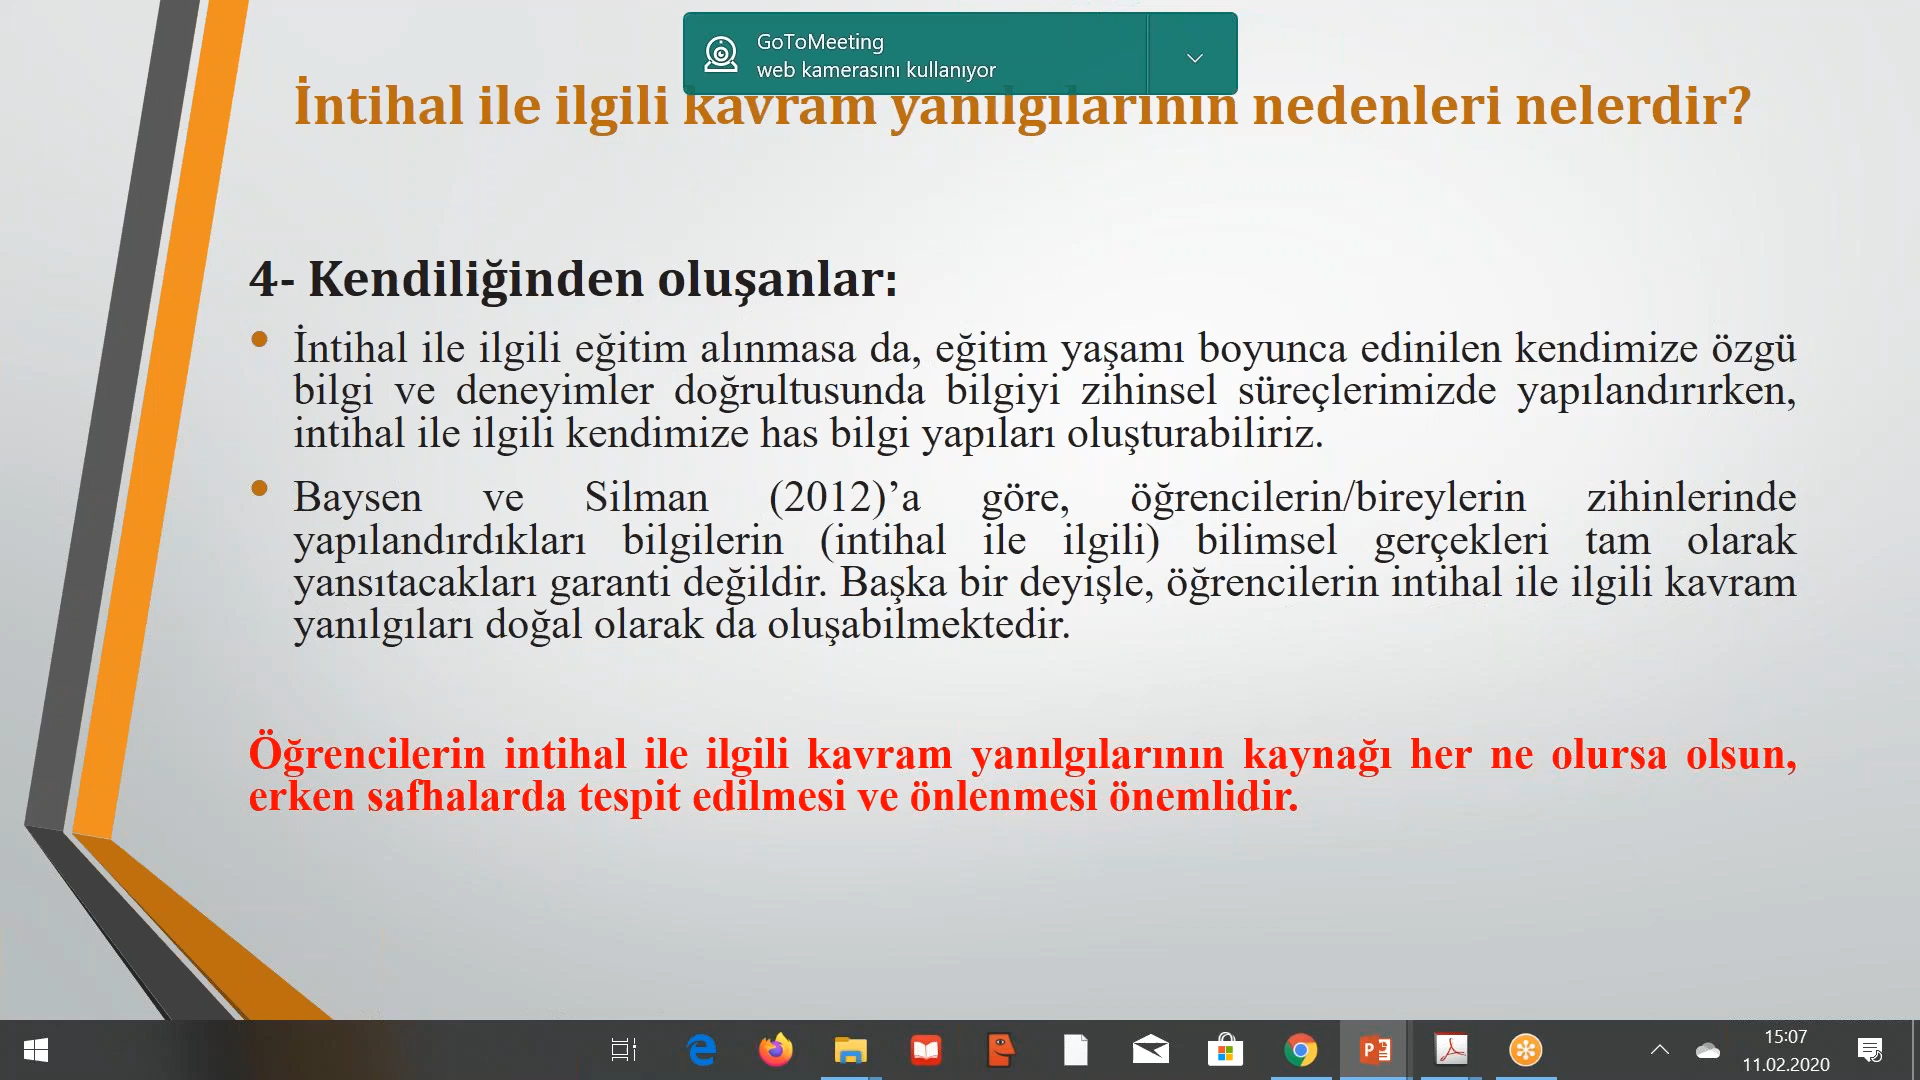 GoToMeeting
web kamerasını kullanıyor
İntihal ile ilgili kavram yanılgılarının nedenleri nelerdir?
4- Kendiliğinden oluşanlar:
İntihal ile ilgili eğitim alınmasa da, eğitim yaşamı boyunca edinilen kendimize özgü
bilgi ve deneyimler doğrultusunda bilgiyi zihinsel süreçlerimizde yapılandırırken,
intihal ile ilgili kendimize has bilgi yapıları oluşturabiliriz.
Baysen ve Silman (2012)’a göre, öğrencilerin/bireylerin zihinlerinde
yapılandırdıkları bilgilerin (intihal ile ilgili) bilimsel gerçekleri tam olarak
yansıtacakları garanti değildir. Başka bir deyişle, öğrencilerin intihal ile ilgili kavram
yanılgıları doğal olarak da oluşabilmektedir.
Öğrencilerin intihal ile ilgili kavram yanılgılarının kaynağı her ne olursa olsun,
erken safhalarda tespit edilmesi ve önlenmesi önemlidir.
15:07
11.02.2020